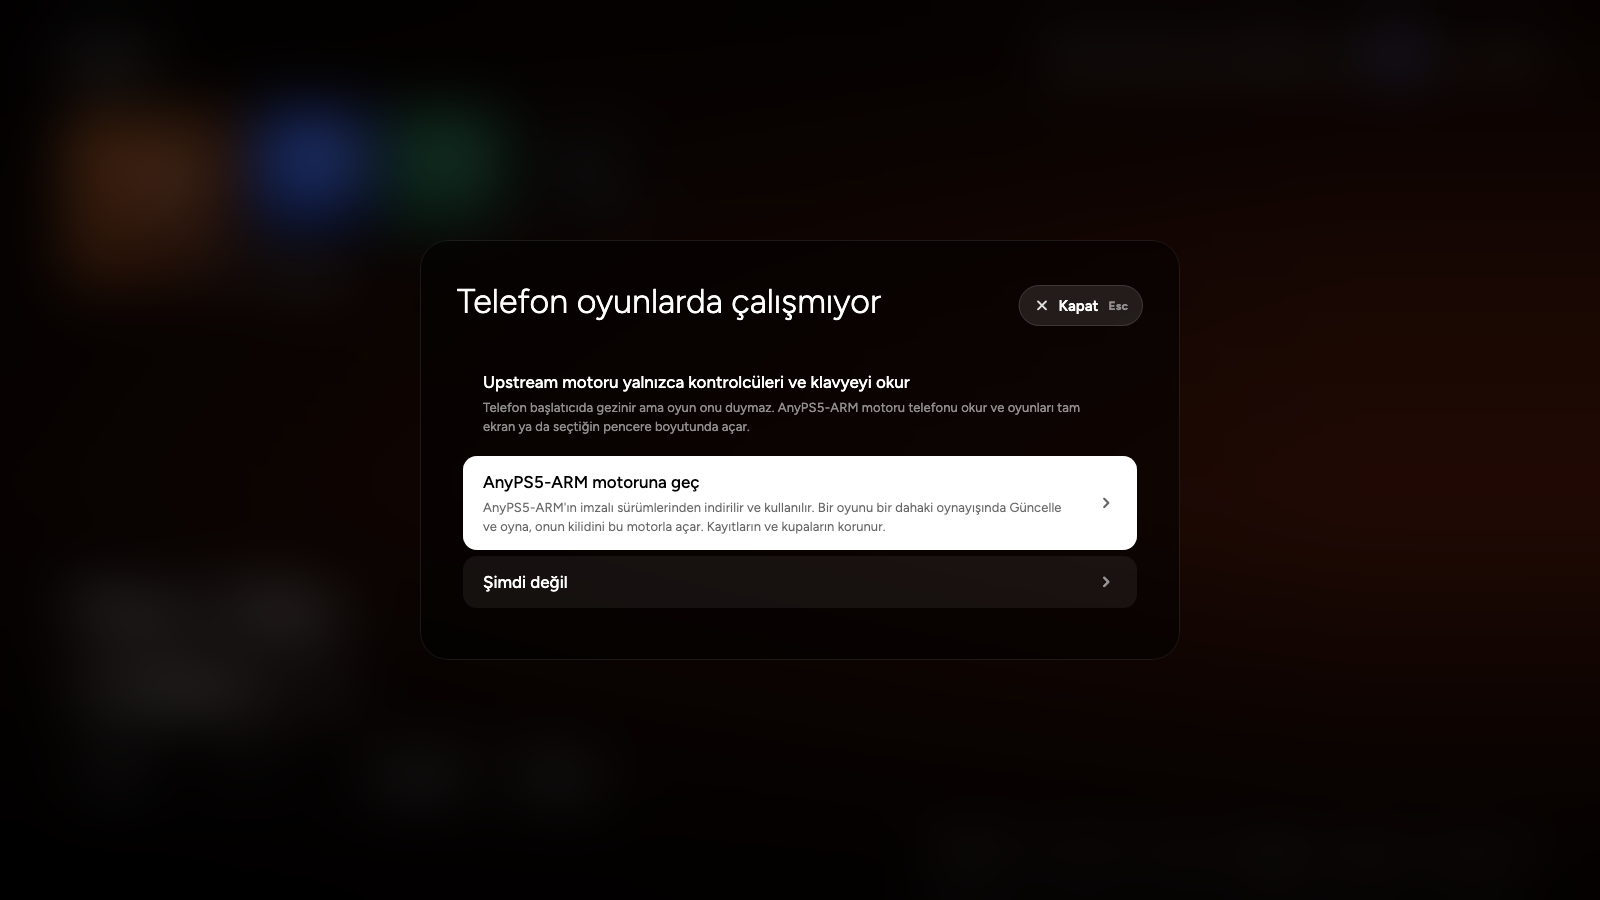 Telefon oyunlarda çalışmıyor
Kapat Esc
Upstream motoru yalnızca kontrolcüleri ve klavyeyi okur
Telefon başlatıcıda gezinir ama oyun onu duymaz. AnyPS5-ARM motoru telefonu okur ve oyunları tam
ekran ya da seçtiğin pencere boyutunda açar.
AnyPS5-ARM motoruna geç
AnyPS5-ARM'ın imzalı sürümlerinden indirilir ve kullanılır. Bir oyunu bir dahaki oynayışında Güncelle
ve oyna, onun kilidini bu motorla açar. Kayıtların ve kupaların korunur.
Şimdi değil